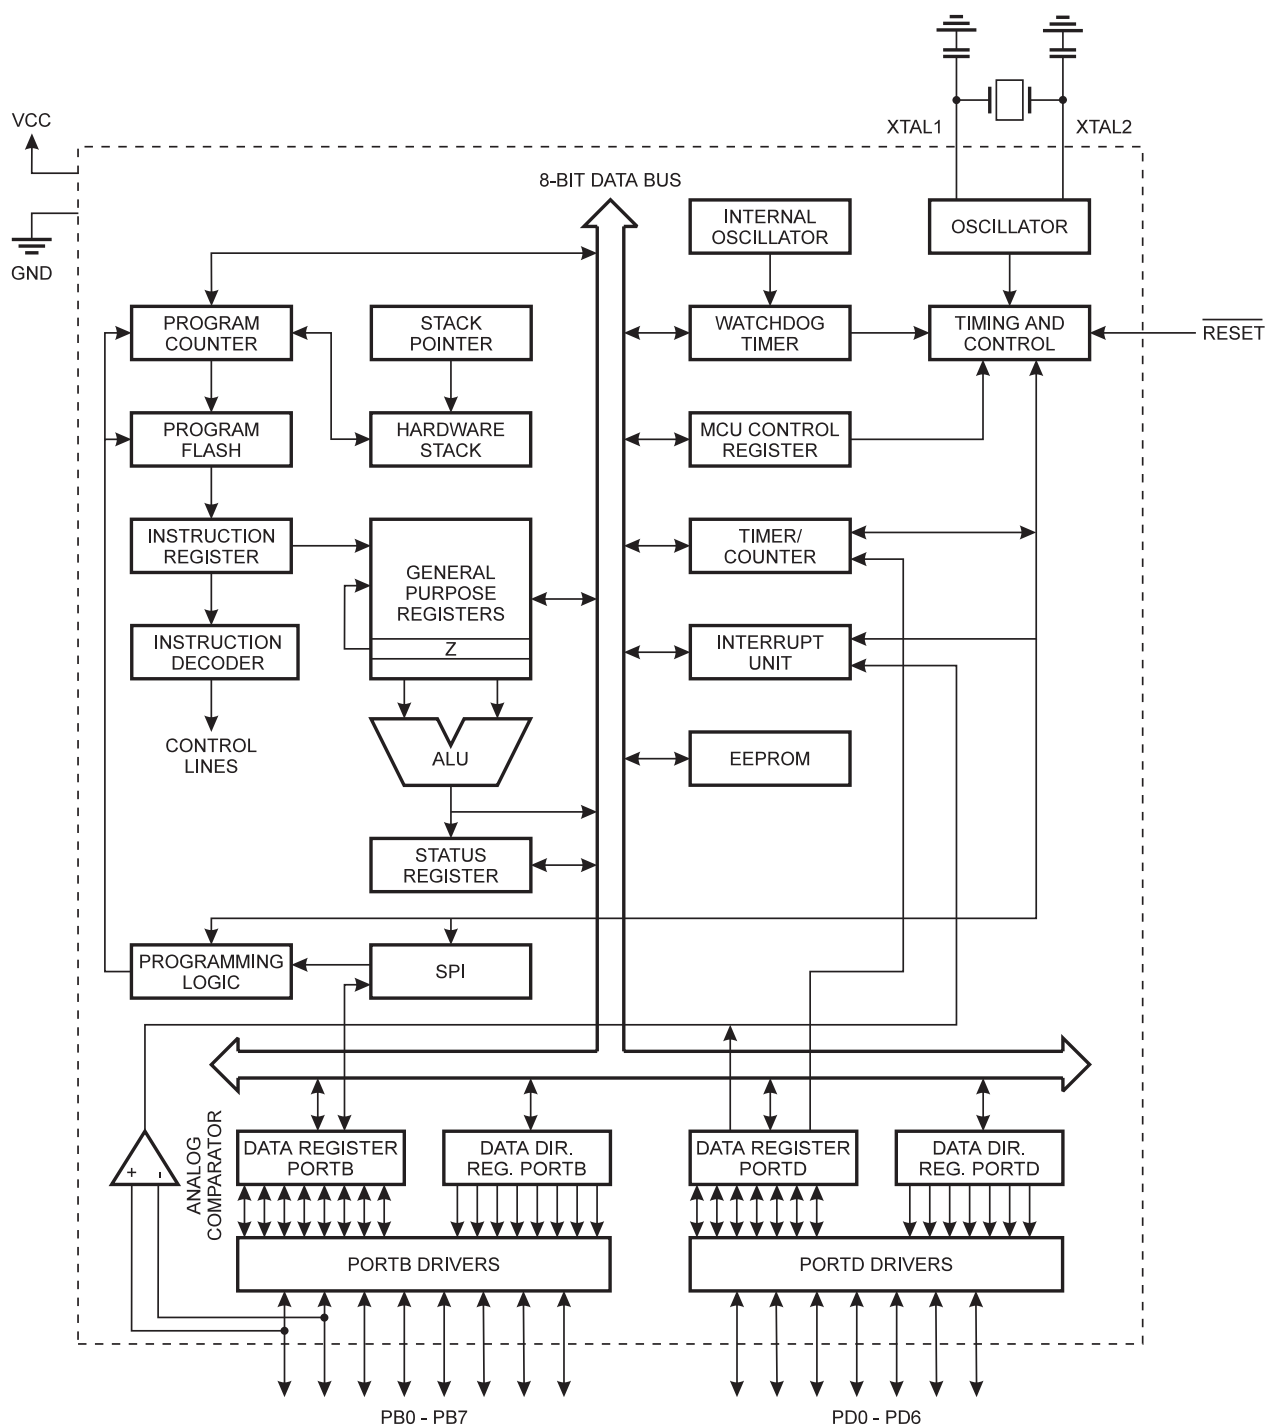 XTAL1
XTAL2
VCC
GND
8-BIT DATA BUS
INTERNAL
OSCILLATOR
OSCILLATOR
PROGRAM
COUNTER
STACK
POINTER
WATCHDOG
TIMER
TIMING AND
CONTROL
RESET
PROGRAM
FLASH
HARDWARE
STACK
MCU CONTROL
REGISTER
INSTRUCTION
REGISTER
GENERAL
PURPOSE
REGISTERS
Z
TIMER/
COUNTER
INSTRUCTION
DECODER
INTERRUPT
UNIT
CONTROL
LINES
ALU
EEPROM
STATUS
REGISTER
PROGRAMMING
LOGIC
SPI
ANALOG
COMPARATOR
+
-
DATA REGISTER
PORTB
DATA DIR.
REG. PORTB
DATA REGISTER
PORTD
DATA DIR.
REG. PORTD
PORTB DRIVERS
PORTD DRIVERS
PB0 - PB7
PD0 - PD6